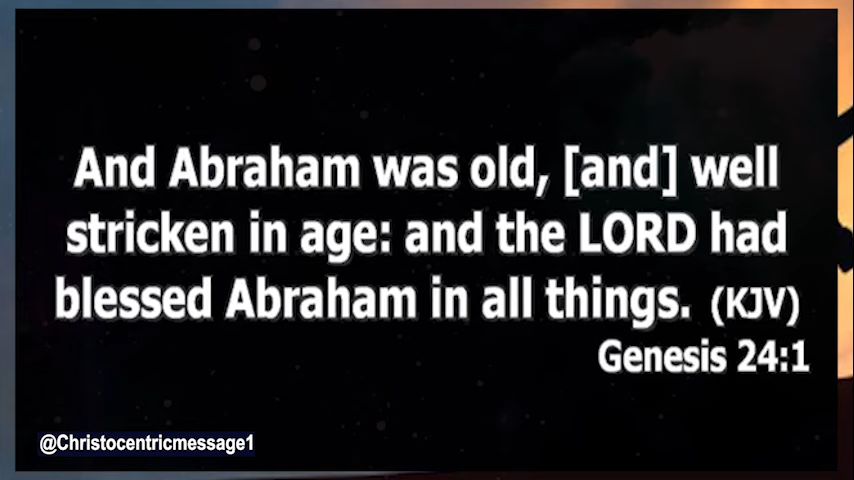 And Abraham was old, [and] well
stricken in age: and the LORD had
blessed Abraham in all things. (KJV)
Genesis 24:1
@Christocentricmessage1